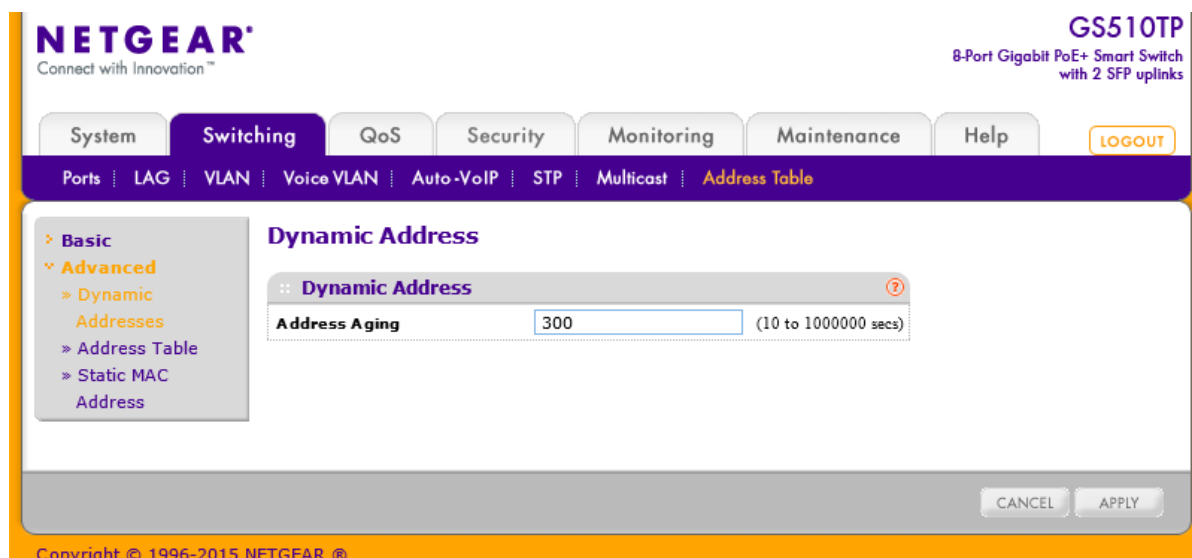 NETGEAR®
Connect with Innovation™
GS510TP
8-Port Gigabit PoE+ Smart Switch
with 2 SFP uplinks
System Switching QoS Security Monitoring Maintenance Help LOGOUT
Ports LAG VLAN Voice VLAN Auto-VoIP STP Multicast Address Table
Basic
Advanced
» Dynamic
Addresses
» Address Table
» Static MAC
Address
Dynamic Address
Dynamic Address ?
Address Aging 300 (10 to 1000000 secs)
CANCEL APPLY
Copyright © 1996-2015 NETGEAR ®